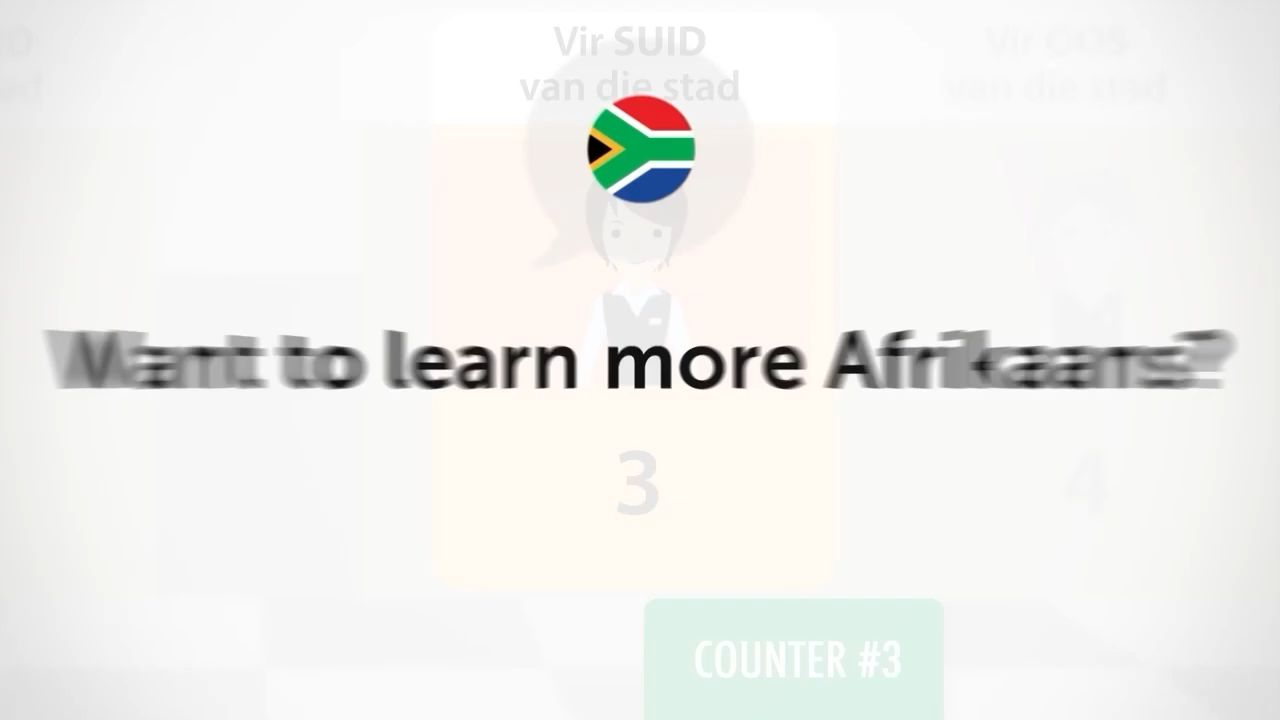 Vir SUID
van die stad
Vir OOS
van die stad
Want to learn more Afrikaans?
3
4
COUNTER #3